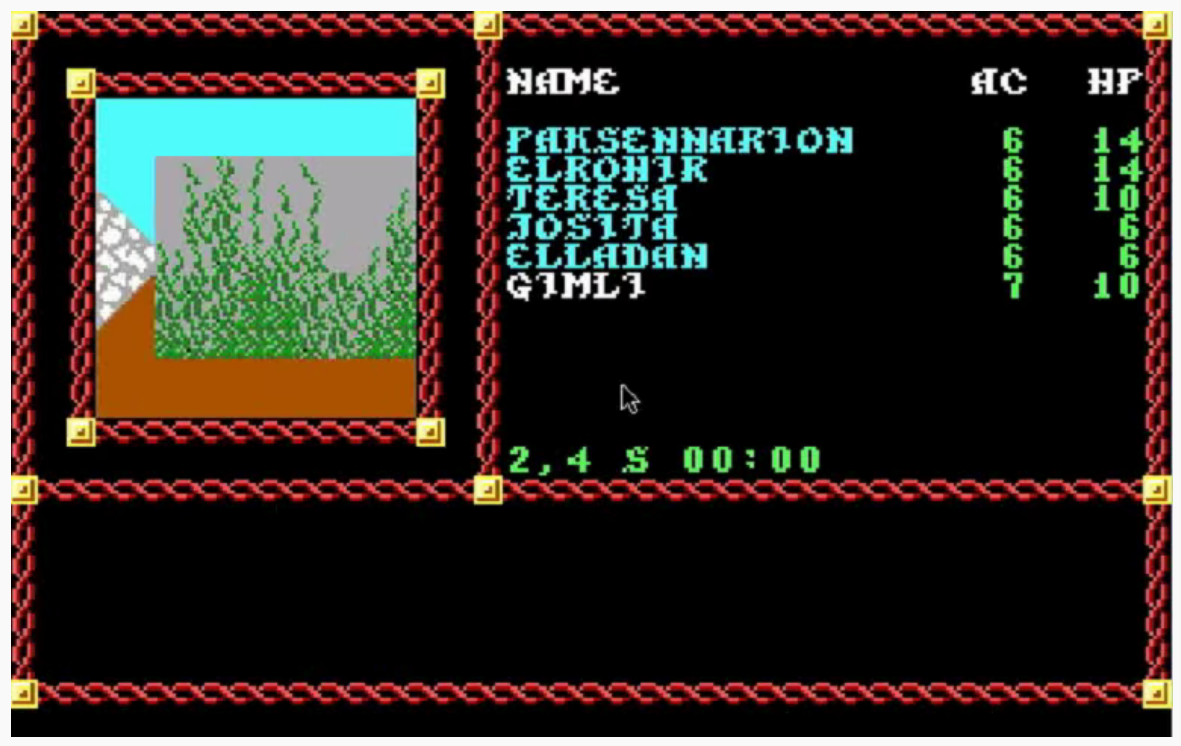 NAME AC HP
PAKSENNARION 6 14
ELROHIR 6 14
TERESA 6 10
JOSITA 6 6
ELLADAN 6 6
GIMLI 7 10
2,4 S 00:00